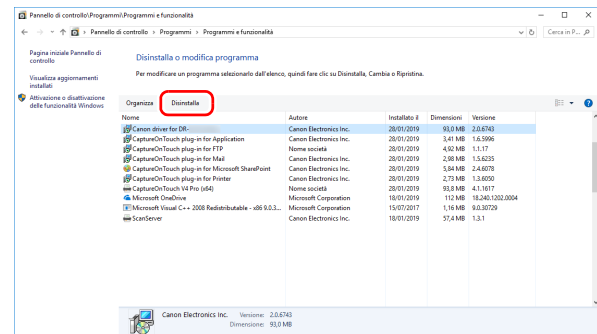 Pannello di controllo\Programmi\Programmi e funzionalità
Pannello di controllo › Programmi › Programmi e funzionalità
Cerca in P...
Pagina iniziale Pannello di controllo
Visualizza aggiornamenti installati
Attivazione o disattivazione delle funzionalità Windows
Disinstalla o modifica programma
Per modificare un programma selezionarlo dall'elenco, quindi fare clic su Disinstalla, Cambia o Ripristina.
Organizza Disinstalla
Nome Autore Installato il Dimensioni Versione
Canon driver for DR- Canon Electronics Inc. 28/01/2019 93,0 MB 2.0.6743
CaptureOnTouch plug-in for Application Canon Electronics Inc. 28/01/2019 3,41 MB 1.6.5996
CaptureOnTouch plug-in for FTP Nome società 28/01/2019 4,92 MB 1.1.17
CaptureOnTouch plug-in for Mail Canon Electronics Inc. 28/01/2019 2,98 MB 1.5.6235
CaptureOnTouch plug-in for Microsoft SharePoint Canon Electronics Inc. 28/01/2019 5,84 MB 2.4.6078
CaptureOnTouch plug-in for Printer Canon Electronics Inc. 28/01/2019 2,73 MB 1.3.6050
CaptureOnTouch V4 Pro (x64) Nome società 28/01/2019 93,8 MB 4.1.1617
Microsoft OneDrive Microsoft Corporation 18/01/2019 112 MB 18.240.1202.0004
Microsoft Visual C++ 2008 Redistributable - x86 9.0.3... Microsoft Corporation 15/07/2017 1,16 MB 9.0.30729
ScanServer Canon Electronics Inc. 18/01/2019 57,4 MB 1.3.1
Canon Electronics Inc. Versione: 2.0.6743
Dimensione: 93,0 MB